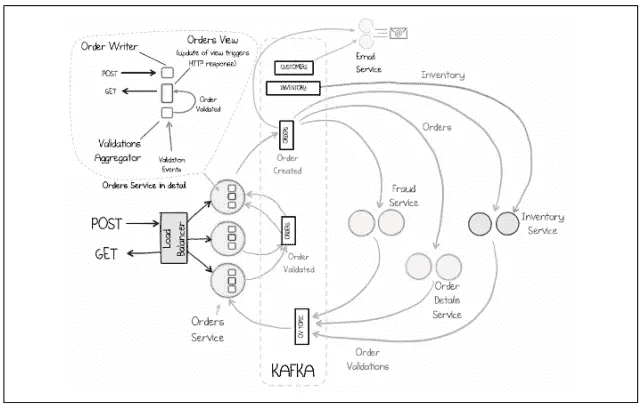 Order Writer
Orders View
(update of view triggers
HTTP response)
POST
GET
Order
Validated
Validations
Aggregator
Validation
Events
Orders Service in detail
CUSTOMERS
INVENTORY
Email
Service
Inventory
ORDERS
Order
Created
Orders
Fraud
Service
POST
GET
Load
Balancer
ORDERS
Order
Validated
Inventory
Service
Order
Details
Service
Orders
Service
OV TOPIC
Order
Validations
KAFKA